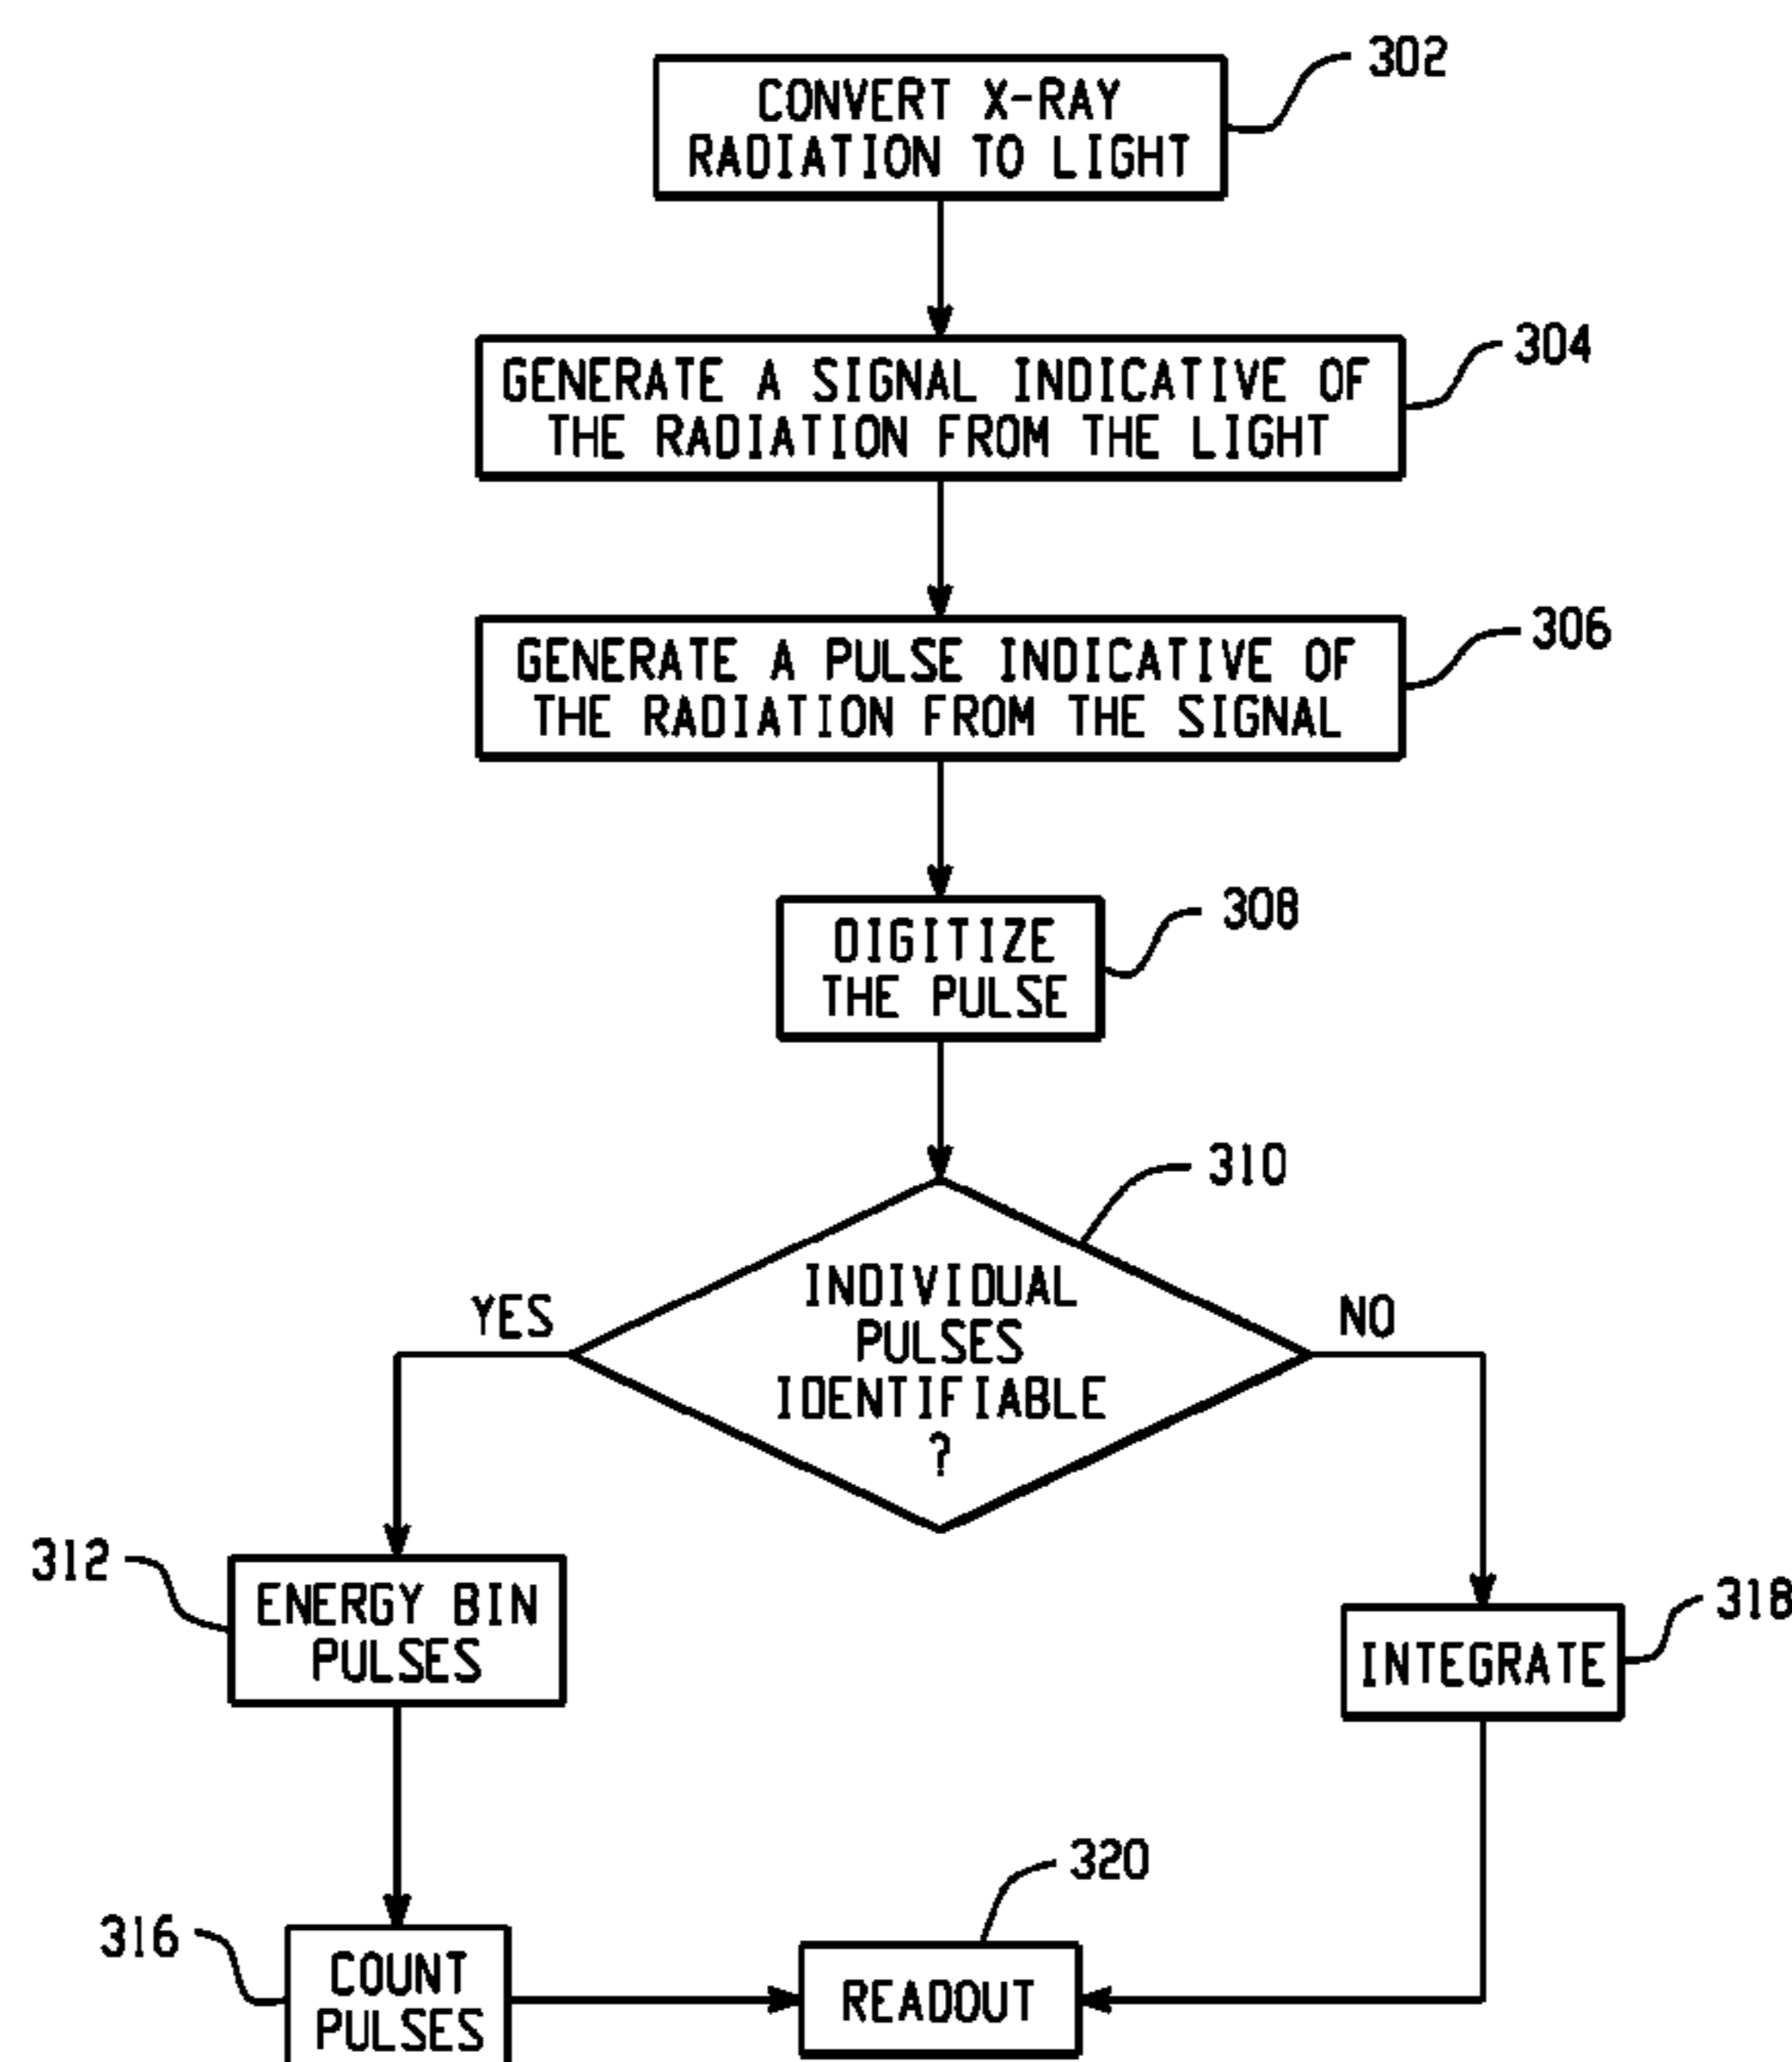 302
CONVERT X-RAY
RADIATION TO LIGHT
304
GENERATE A SIGNAL INDICATIVE OF
THE RADIATION FROM THE LIGHT
306
GENERATE A PULSE INDICATIVE OF
THE RADIATION FROM THE SIGNAL
308
DIGITIZE
THE PULSE
310
INDIVIDUAL
PULSES
IDENTIFIABLE
?
YES
NO
312
ENERGY BIN
PULSES
318
INTEGRATE
320
316
COUNT
PULSES
READOUT